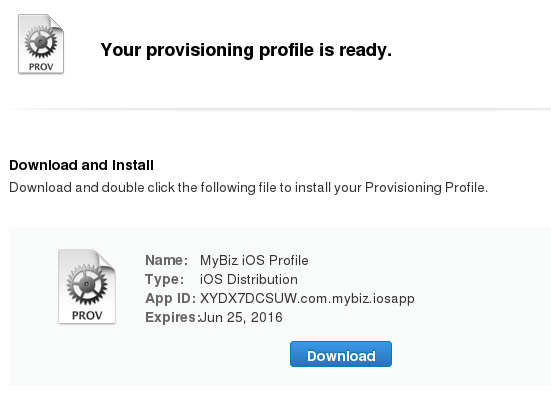 PROV
Your provisioning profile is ready.
Download and Install
Download and double click the following file to install your Provisioning Profile.
PROV
Name: MyBiz iOS Profile
Type: iOS Distribution
App ID: XYDX7DCSUW.com.mybiz.iosapp
Expires: Jun 25, 2016
Download